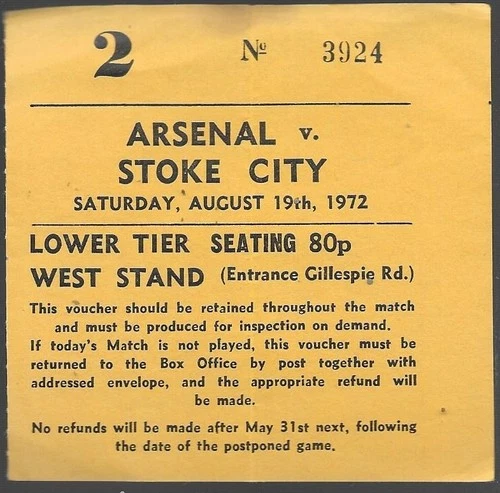 2 No 3924
ARSENAL v.
STOKE CITY
SATURDAY, AUGUST 19th, 1972
LOWER TIER SEATING 80p
WEST STAND (Entrance Gillespie Rd.)
This voucher should be retained throughout the match
and must be produced for inspection on demand.
If today's Match is not played, this voucher must be
returned to the Box Office by post together with
addressed envelope, and the appropriate refund will
be made.
No refunds will be made after May 31st next, following
the date of the postponed game.